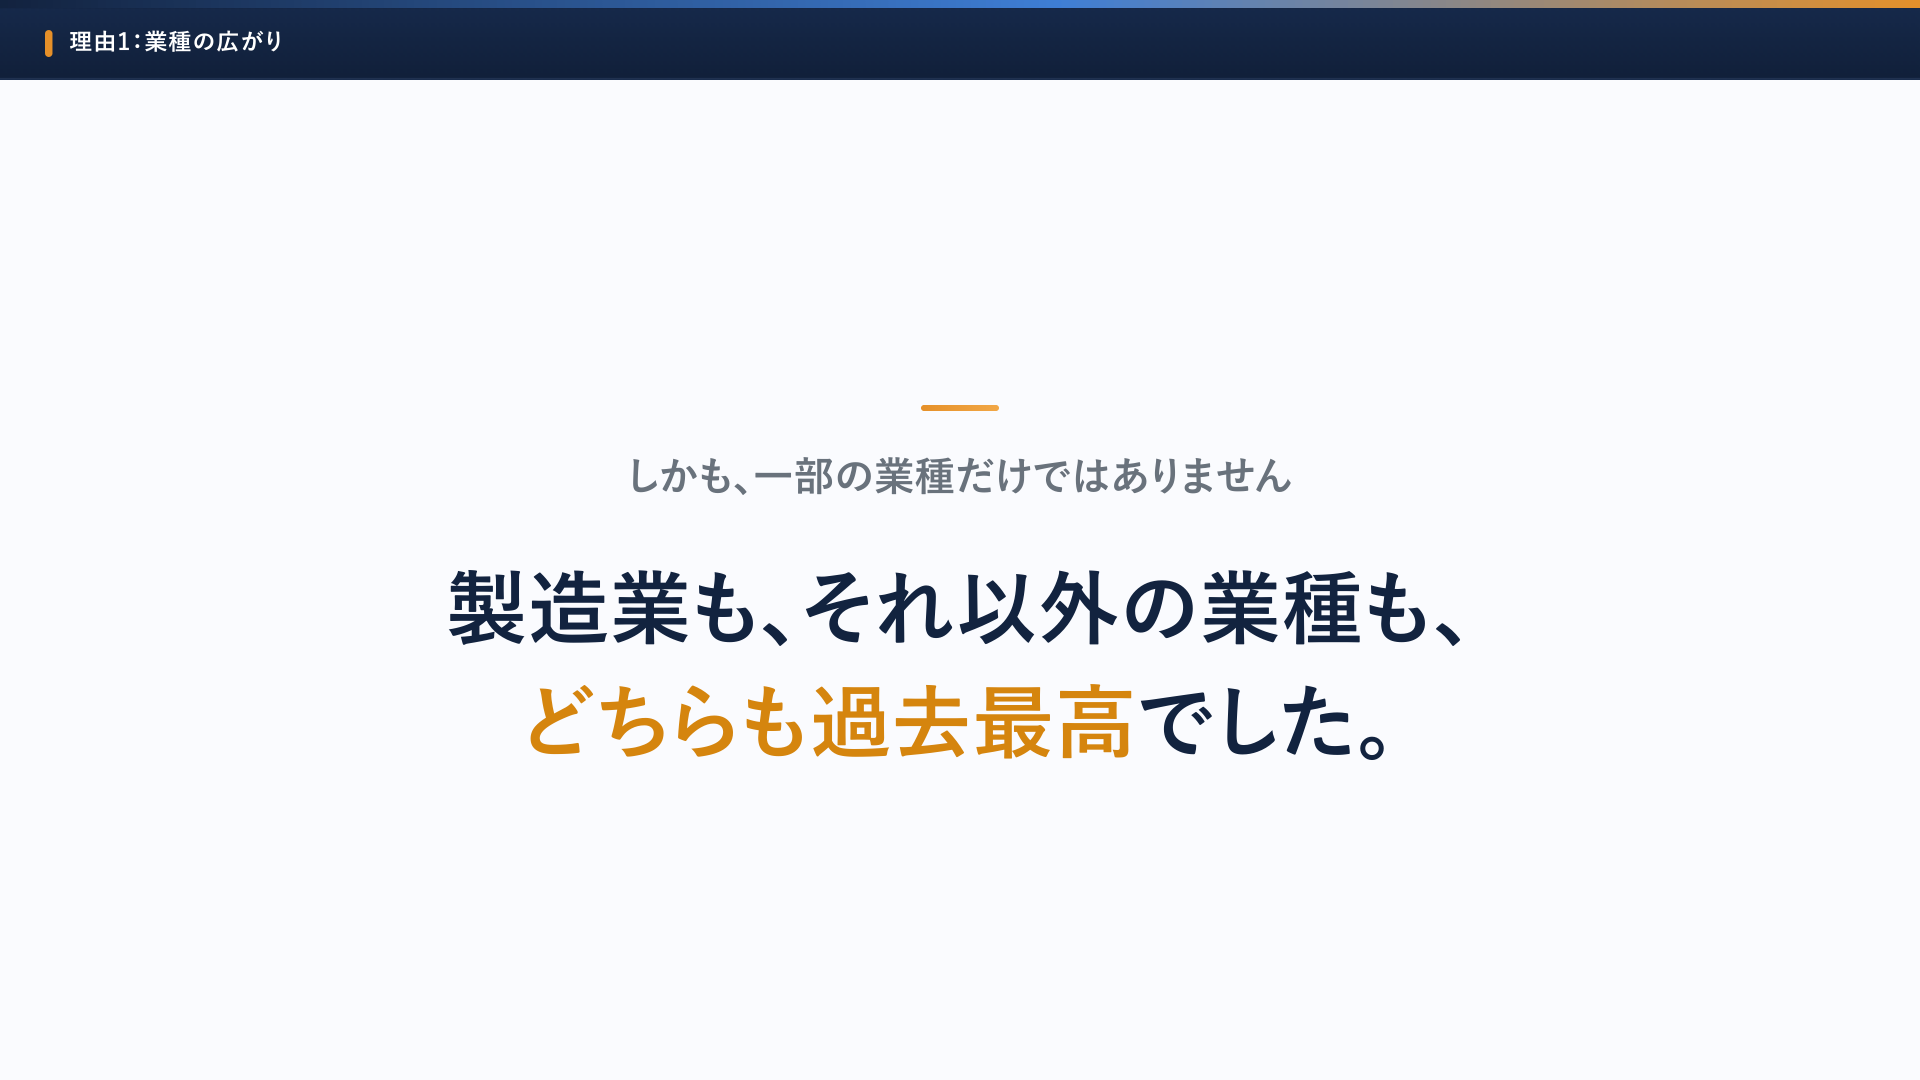 理由1：業種の広がり
しかも、一部の業種だけではありません
製造業も、それ以外の業種も、
どちらも過去最高でした。